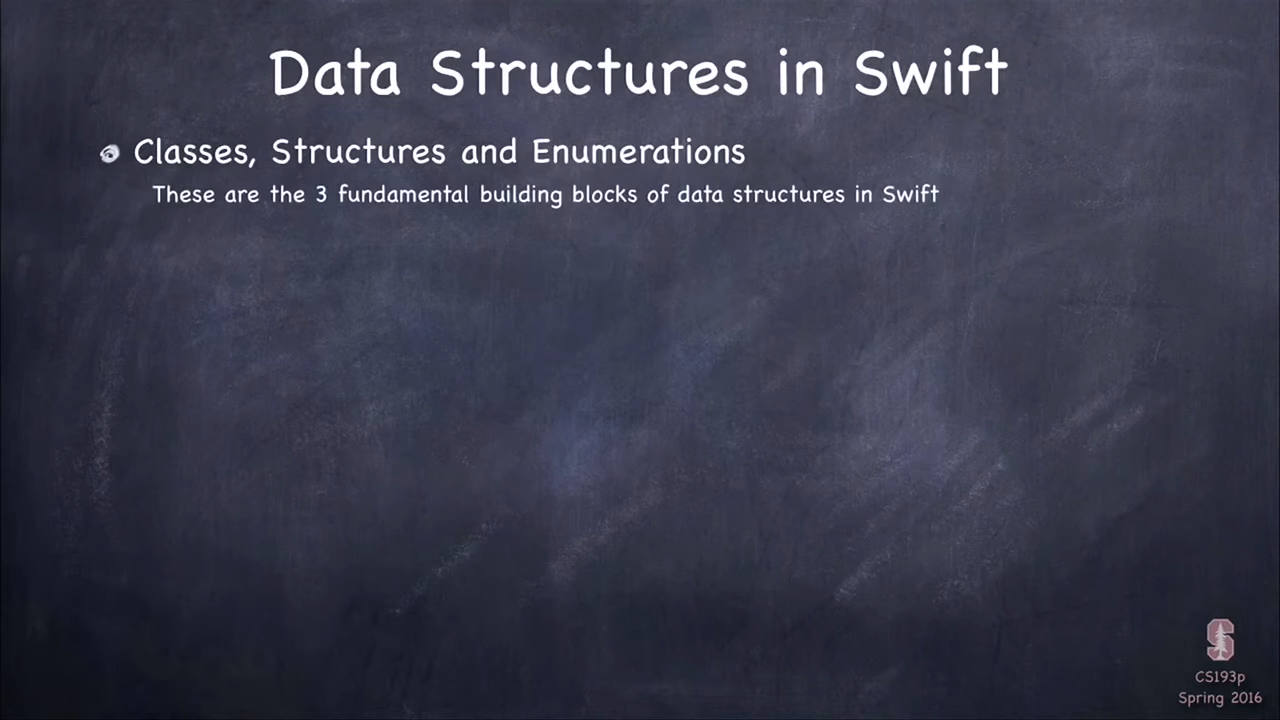 Data Structures in Swift
Classes, Structures and Enumerations
These are the 3 fundamental building blocks of data structures in Swift
S
CS193p
Spring 2016